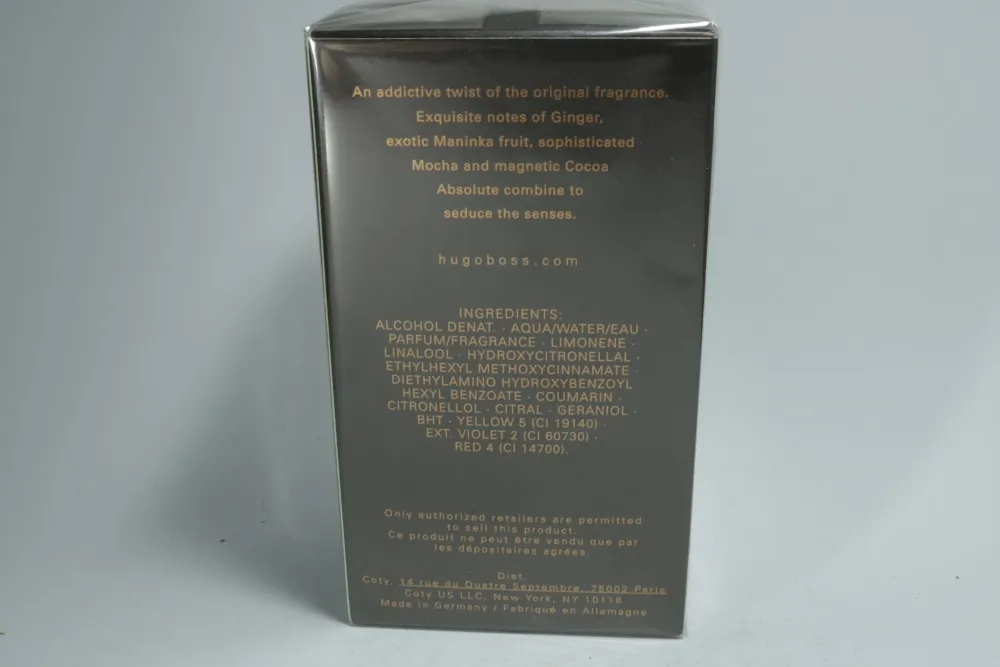 An addictive twist of the original fragrance.
Exquisite notes of Ginger,
exotic Maninka fruit, sophisticated
Mocha and magnetic Cocoa
Absolute combine to
seduce the senses.
hugoboss.com
INGREDIENTS:
ALCOHOL DENAT. · AQUA/WATER/EAU ·
PARFUM/FRAGRANCE · LIMONENE ·
LINALOOL · HYDROXYCITRONELLAL ·
ETHYLHEXYL METHOXYCINNAMATE ·
DIETHYLAMINO HYDROXYBENZOYL
HEXYL BENZOATE · COUMARIN ·
CITRONELLOL · CITRAL · GERANIOL ·
BHT · YELLOW 5 (CI 19140) ·
EXT. VIOLET 2 (CI 60730) ·
RED 4 (CI 14700).
Only authorized retailers are permitted
to sell this product.
Ce produit ne peut être vendu que par
les dépositaires agréés.
Dist.
Coty, 14 rue du Quatre Septembre, 75002 Paris
Coty US LLC, New York, NY 10118
Made in Germany / Fabriqué en Allemagne